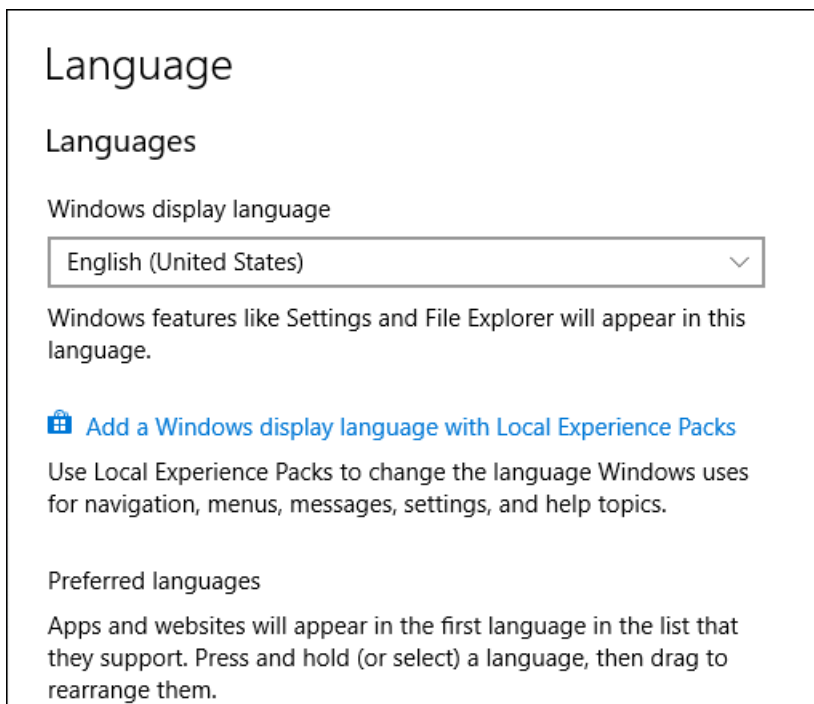 Language
Languages
Windows display language
English (United States)
Windows features like Settings and File Explorer will appear in this
language.
Add a Windows display language with Local Experience Packs
Use Local Experience Packs to change the language Windows uses
for navigation, menus, messages, settings, and help topics.
Preferred languages
Apps and websites will appear in the first language in the list that
they support. Press and hold (or select) a language, then drag to
rearrange them.